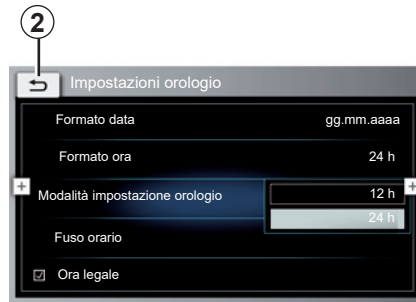 2
Impostazioni orologio
Formato data gg.mm.aaaa
Formato ora 24 h
Modalità impostazione orologio 12 h
24 h
Fuso orario
Ora legale